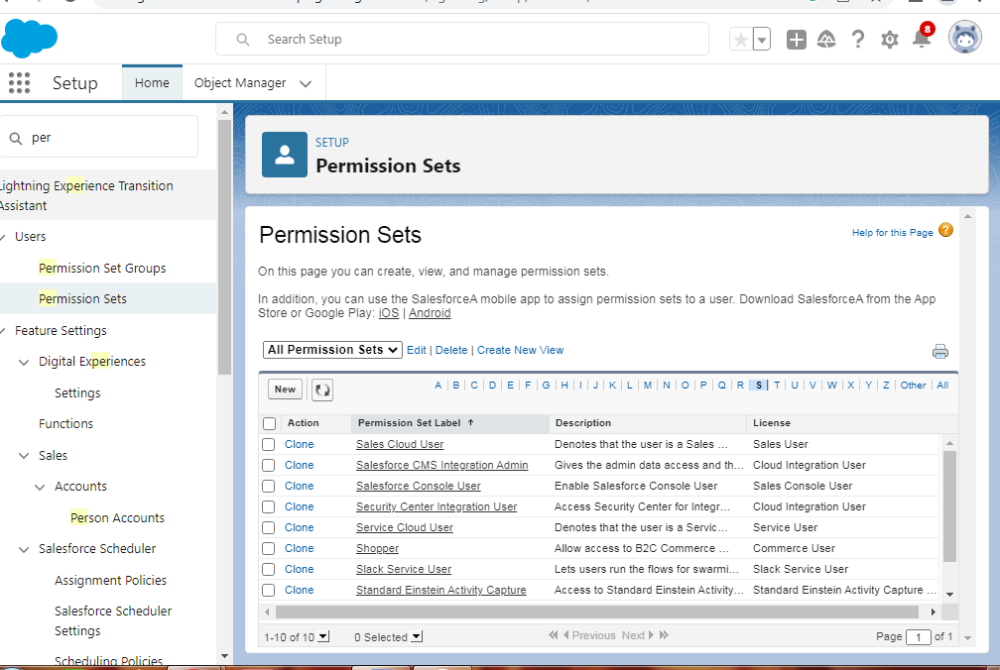 Search Setup
8
Setup
Home
Object Manager
per
Lightning Experience Transition
Assistant
Users
Permission Set Groups
Permission Sets
Feature Settings
Digital Experiences
Settings
Functions
Sales
Accounts
Person Accounts
Salesforce Scheduler
Assignment Policies
Salesforce Scheduler
Settings
Scheduling Policies
SETUP
Permission Sets
Permission Sets
Help for this Page ?
On this page you can create, view, and manage permission sets.
In addition, you can use the SalesforceA mobile app to assign permission sets to a user. Download SalesforceA from the App
Store or Google Play: iOS | Android
All Permission Sets Edit | Delete | Create New View
New A B C D E F G H I J K L M N O P Q R S T U V W X Y Z Other All
Action Permission Set Label ↑ Description License
Clone Sales Cloud User Denotes that the user is a Sales ... Sales User
Clone Salesforce CMS Integration Admin Gives the admin data access and th... Cloud Integration User
Clone Salesforce Console User Enable Salesforce Console User Sales Console User
Clone Security Center Integration User Access Security Center for Integr... Cloud Integration User
Clone Service Cloud User Denotes that the user is a Servic... Service User
Clone Shopper Allow access to B2C Commerce ... Commerce User
Clone Slack Service User Lets users run the flows for swarmi... Slack Service User
Clone Standard Einstein Activity Capture Access to Standard Einstein Activity... Standard Einstein Activity Capture ...
1-10 of 10 0 Selected Previous Next Page 1 of 1